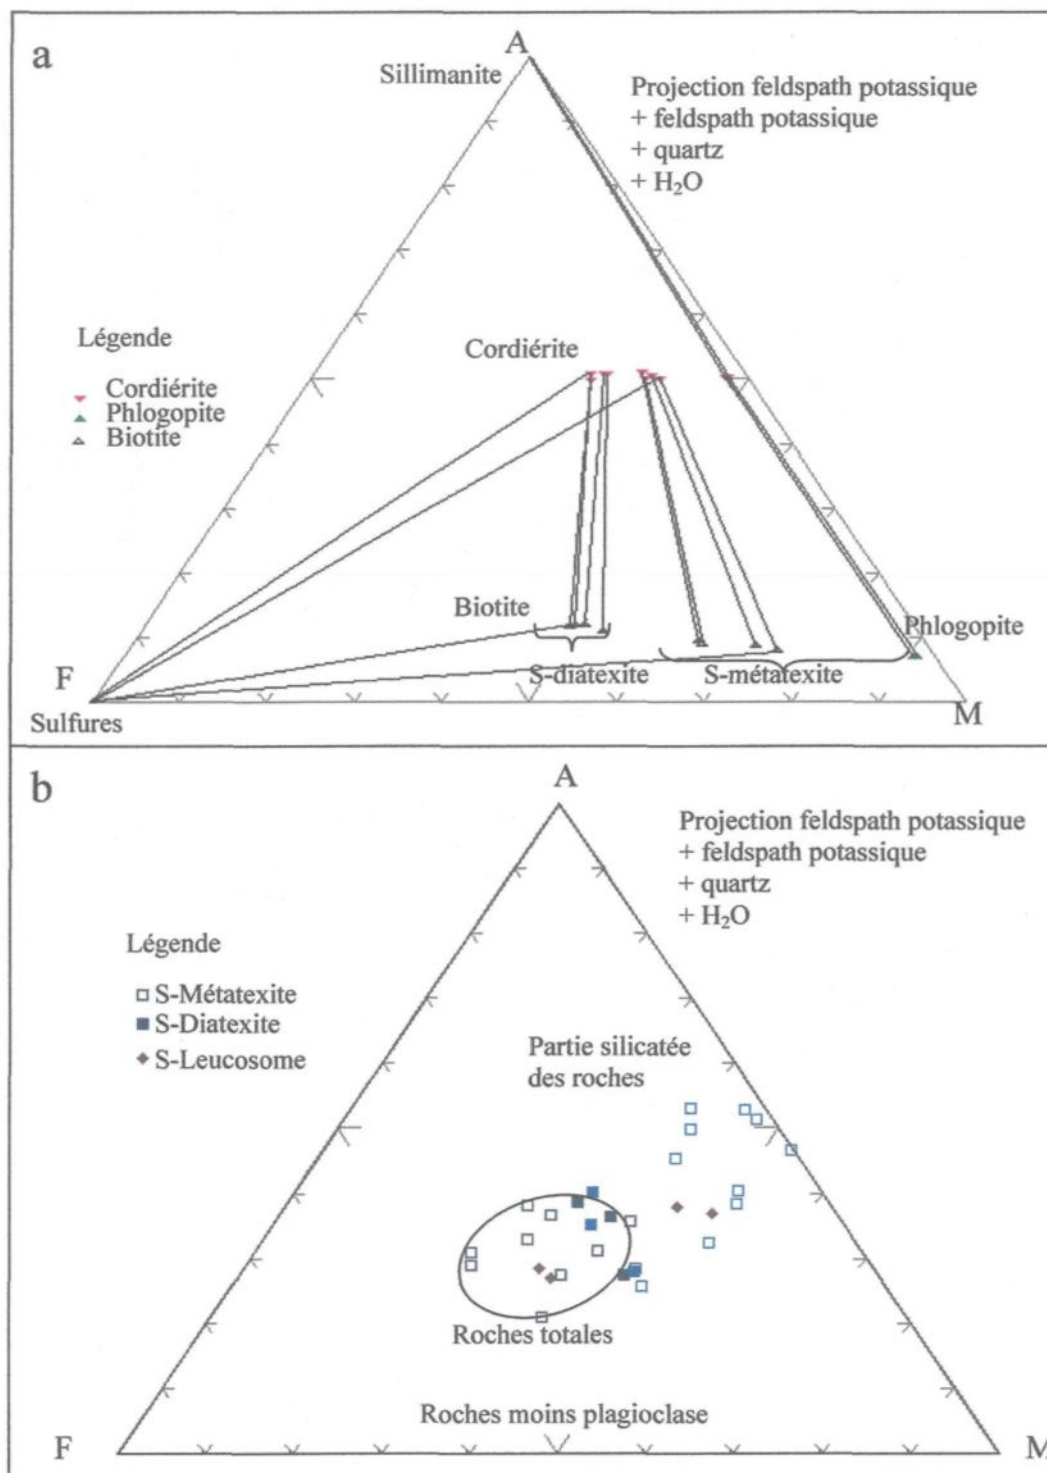 a
A
Sillimanite
Projection feldspath potassique
+ feldspath potassique
+ quartz
+ H₂O
Légende
Cordiérite
Phlogopite
Biotite
Cordiérite
Biotite
Phlogopite
S-diatexite
S-métatexite
F
Sulfures
M
b
A
Projection feldspath potassique
+ feldspath potassique
+ quartz
+ H₂O
Légende
S-Métatexite
S-Diatexite
S-Leucosome
Partie silicatée
des roches
Roches totales
Roches moins plagioclase
F
M